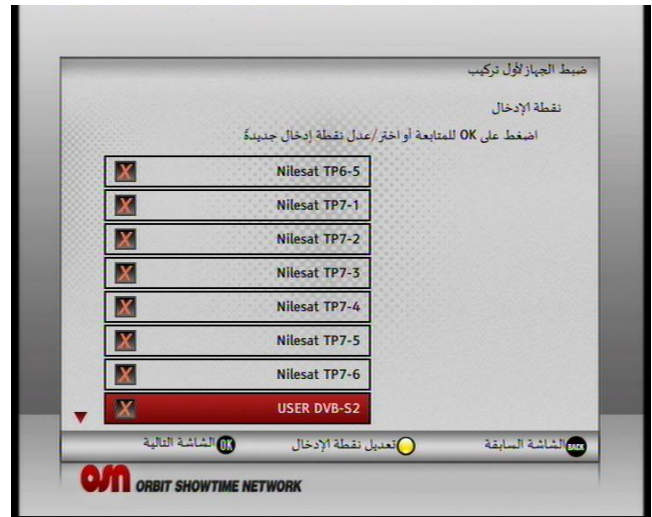 ضبط الجهاز لأول تركيب
نقطة الإدخال
اضغط على OK للمتابعة أو اختر/عدل نقطة إدخال جديدةً
Nilesat TP6-5
Nilesat TP7-1
Nilesat TP7-2
Nilesat TP7-3
Nilesat TP7-4
Nilesat TP7-5
Nilesat TP7-6
USER DVB-S2
BACK الشاشة السابقة تعديل نقطة الإدخال OK الشاشة التالية
OSN ORBIT SHOWTIME NETWORK